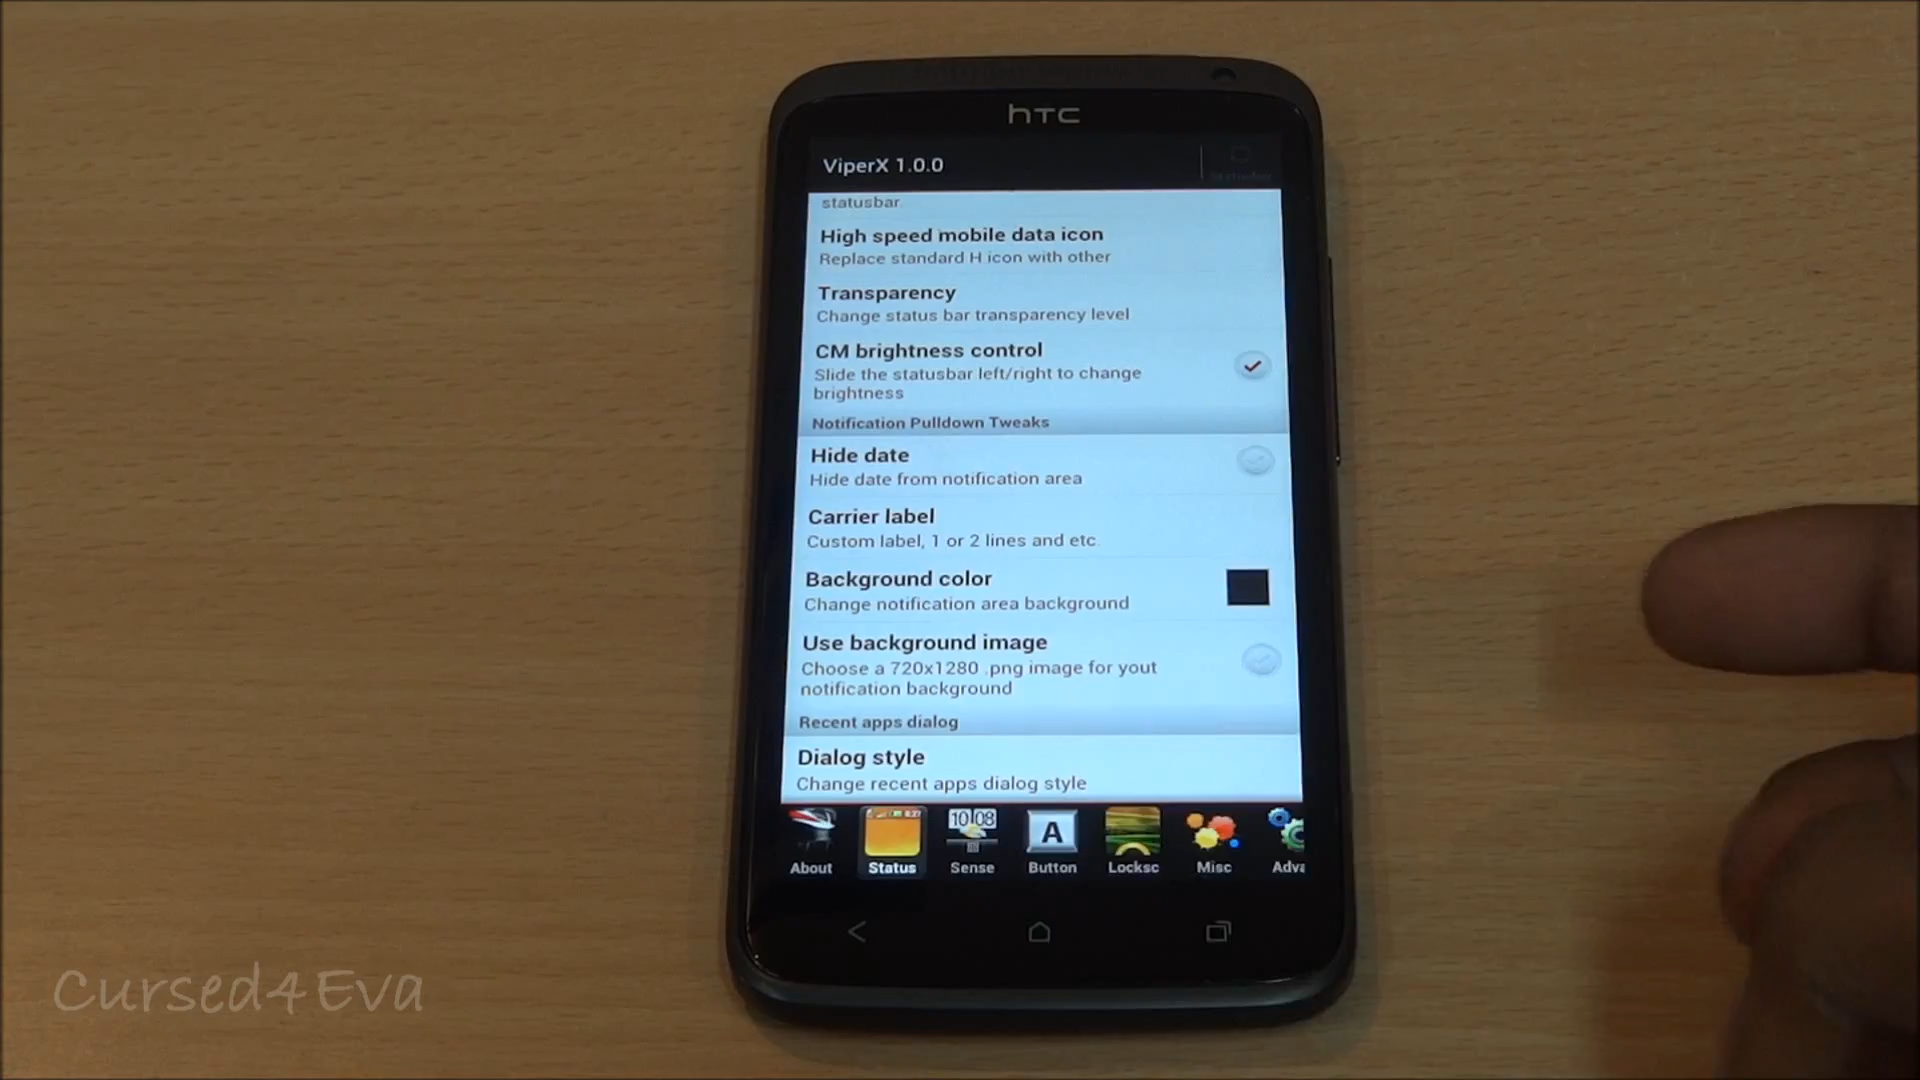 hTC
ViperX 1.0.0
statusbar
High speed mobile data icon
Replace standard H icon with other
Transparency
Change status bar transparency level
CM brightness control
Slide the statusbar left/right to change
brightness
Notification Pulldown Tweaks
Hide date
Hide date from notification area
Carrier label
Custom label, 1 or 2 lines and etc.
Background color
Change notification area background
Use background image
Choose a 720x1280 .png image for yout
notification background
Recent apps dialog
Dialog style
Change recent apps dialog style
10 08
A
About
Status
Sense
Button
Locksc
Misc
Adva
Cursed4Eva